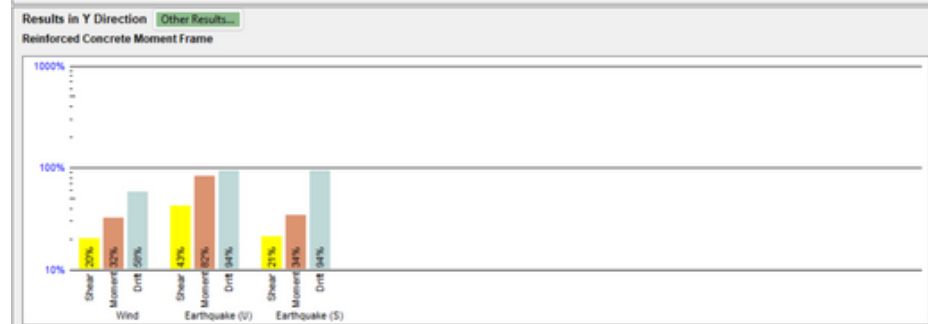 Results in Y Direction Other Results...
Reinforced Concrete Moment Frame
1000%
100%
10%
20% 32% 58% 43% 82% 94% 21% 34% 94%
Shear Moment Drift Shear Moment Drift Shear Moment Drift
Wind Earthquake (U) Earthquake (S)